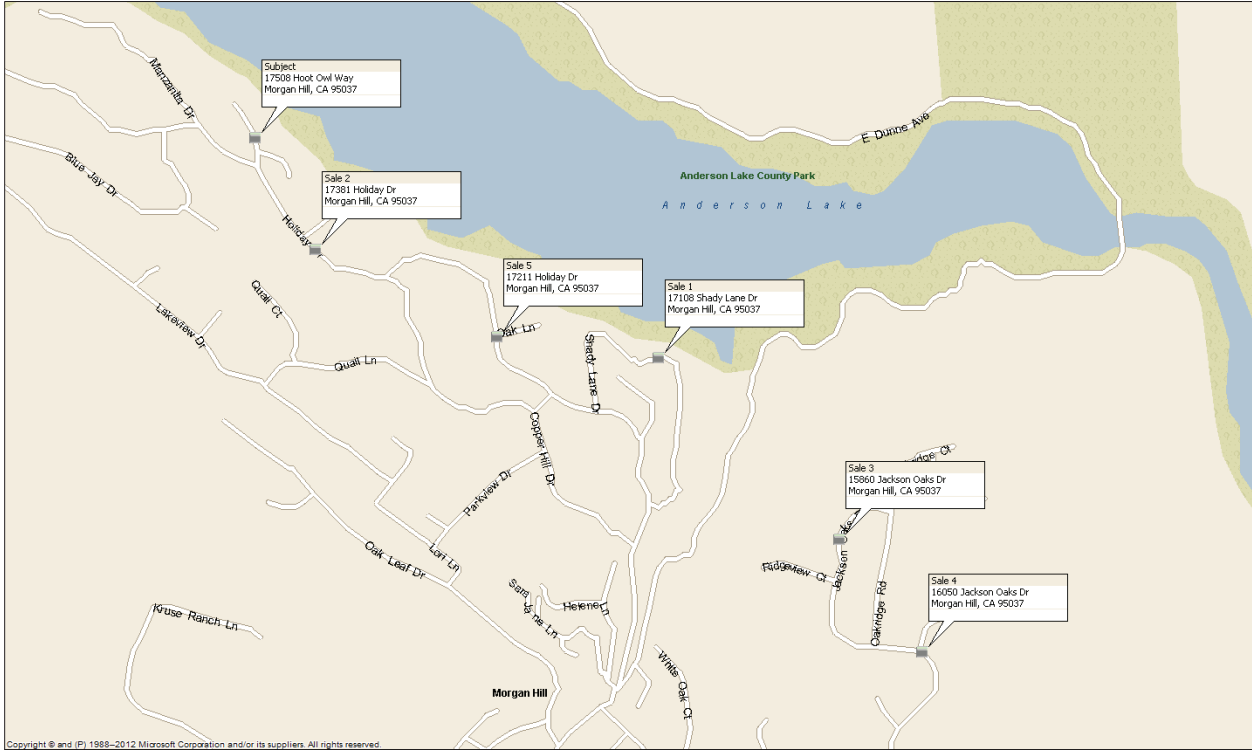 Manzanita Dr
Subject
17508 Hoot Owl Way
Morgan Hill, CA 95037
E Dunne Ave
Blue Jay Dr
Sale 2
17381 Holiday Dr
Morgan Hill, CA 95037
Anderson Lake County Park
Anderson Lake
Holiday Dr
Sale 5
17211 Holiday Dr
Morgan Hill, CA 95037
Sale 1
17108 Shady Lane Dr
Morgan Hill, CA 95037
Quail Ct
Lakeview Dr
Oak Ln
Shady Lane Dr
Quail Ln
Copper Hill Dr
Parkview Dr
Sale 3
15860 Jackson Oaks Dr
Morgan Hill, CA 95037
Ct
Jackson Oaks
Ridgeview Ct
Oakridge Rd
Lori Ln
Oak Leaf Dr
Sara Jane Ln
Helene Ln
Sale 4
16050 Jackson Oaks Dr
Morgan Hill, CA 95037
Kruse Ranch Ln
White Oak Ct
Morgan Hill
Copyright © and (P) 1988–2012 Microsoft Corporation and/or its suppliers. All rights reserved.